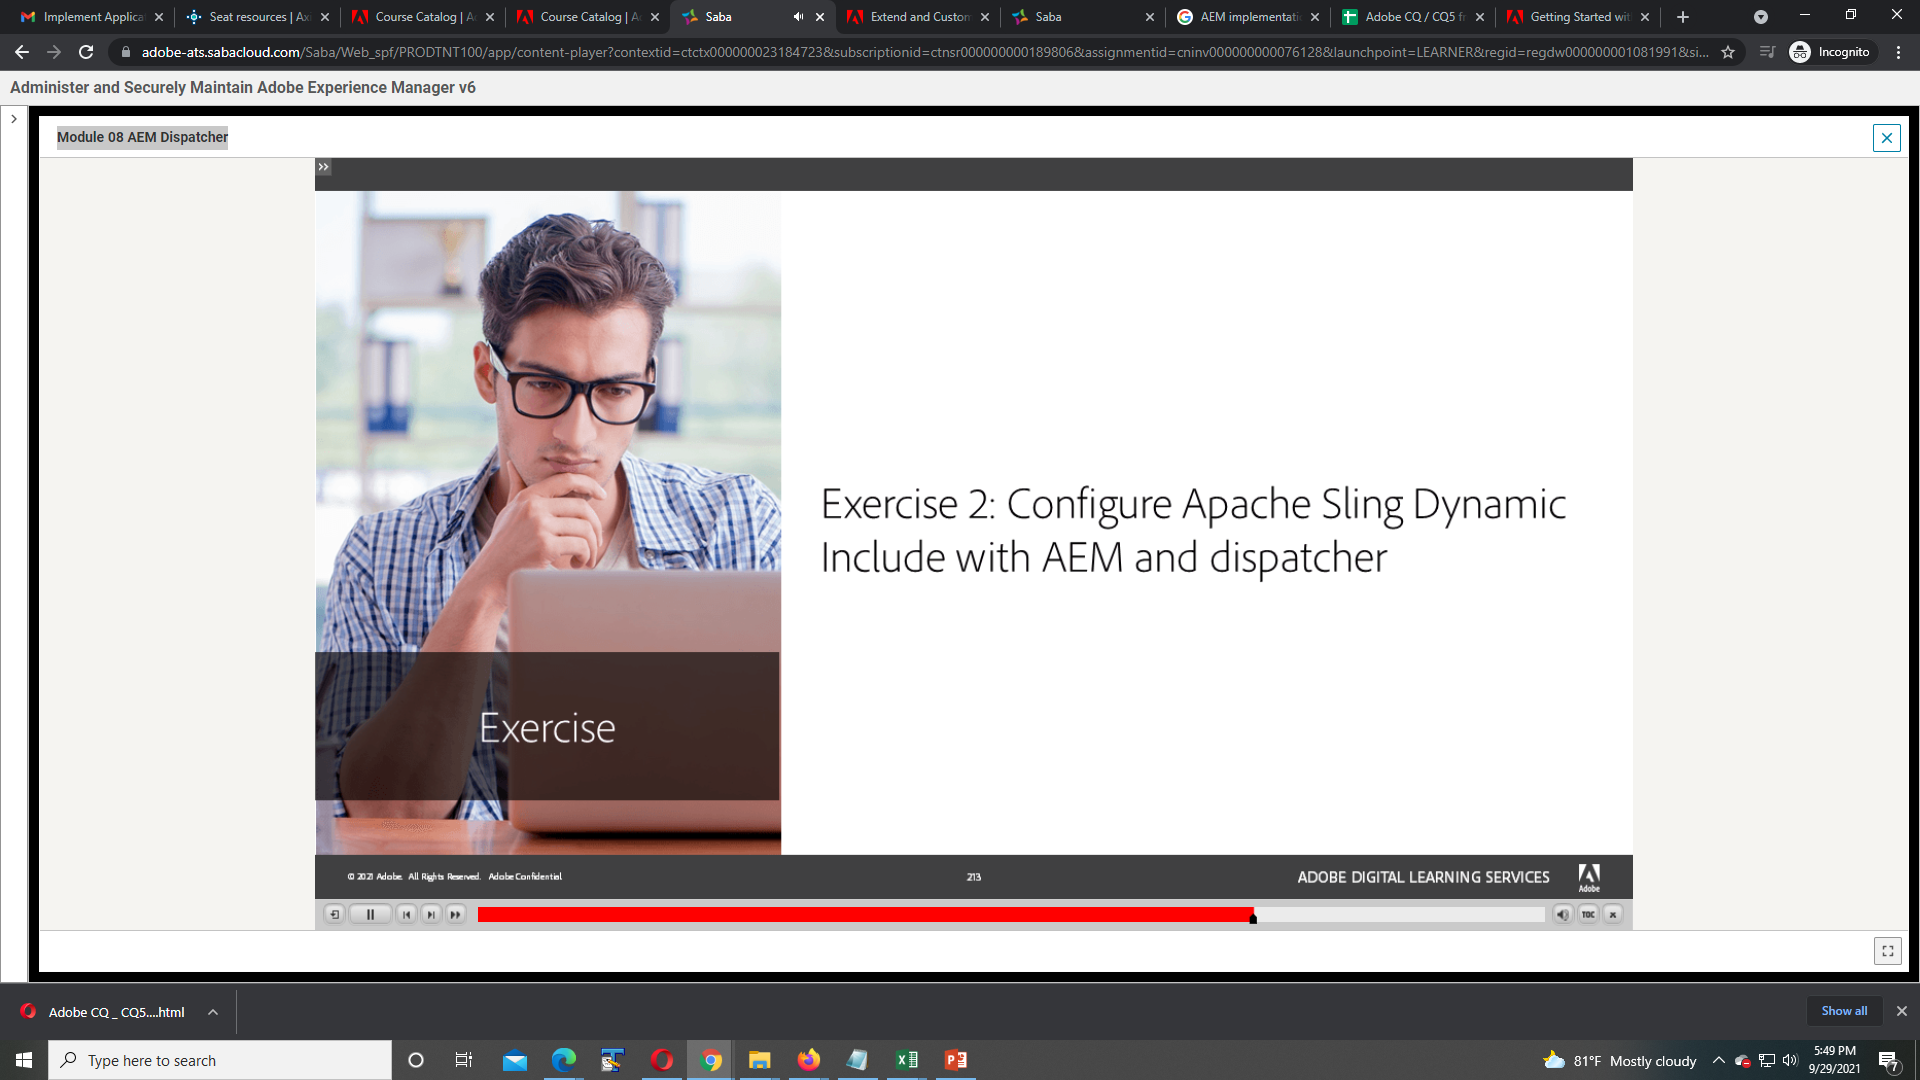 Implement Applica
Seat resources | Ax
Course Catalog | A
Course Catalog | A
Saba
Extend and Custom
Saba
AEM implementati
Adobe CQ / CQ5 fr
Getting Started wit
adobe-ats.sabacloud.com/Saba/Web_spf/PRODTNT100/app/content-player?contextid=ctctx000000023184723&subscriptionid=ctnsr000000000189806&assignmentid=cninv000000000076128&launchpoint=LEARNER&regid=regdw000000001081991&si...
Incognito
Administer and Securely Maintain Adobe Experience Manager v6
Module 08 AEM Dispatcher
Exercise 2: Configure Apache Sling Dynamic
Include with AEM and dispatcher
Exercise
© 2021 Adobe. All Rights Reserved. Adobe Confidential
213
ADOBE DIGITAL LEARNING SERVICES
Adobe
TOC
Adobe CQ _ CQ5....html
Show all
Type here to search
81°F Mostly cloudy
5:49 PM
9/29/2021
7